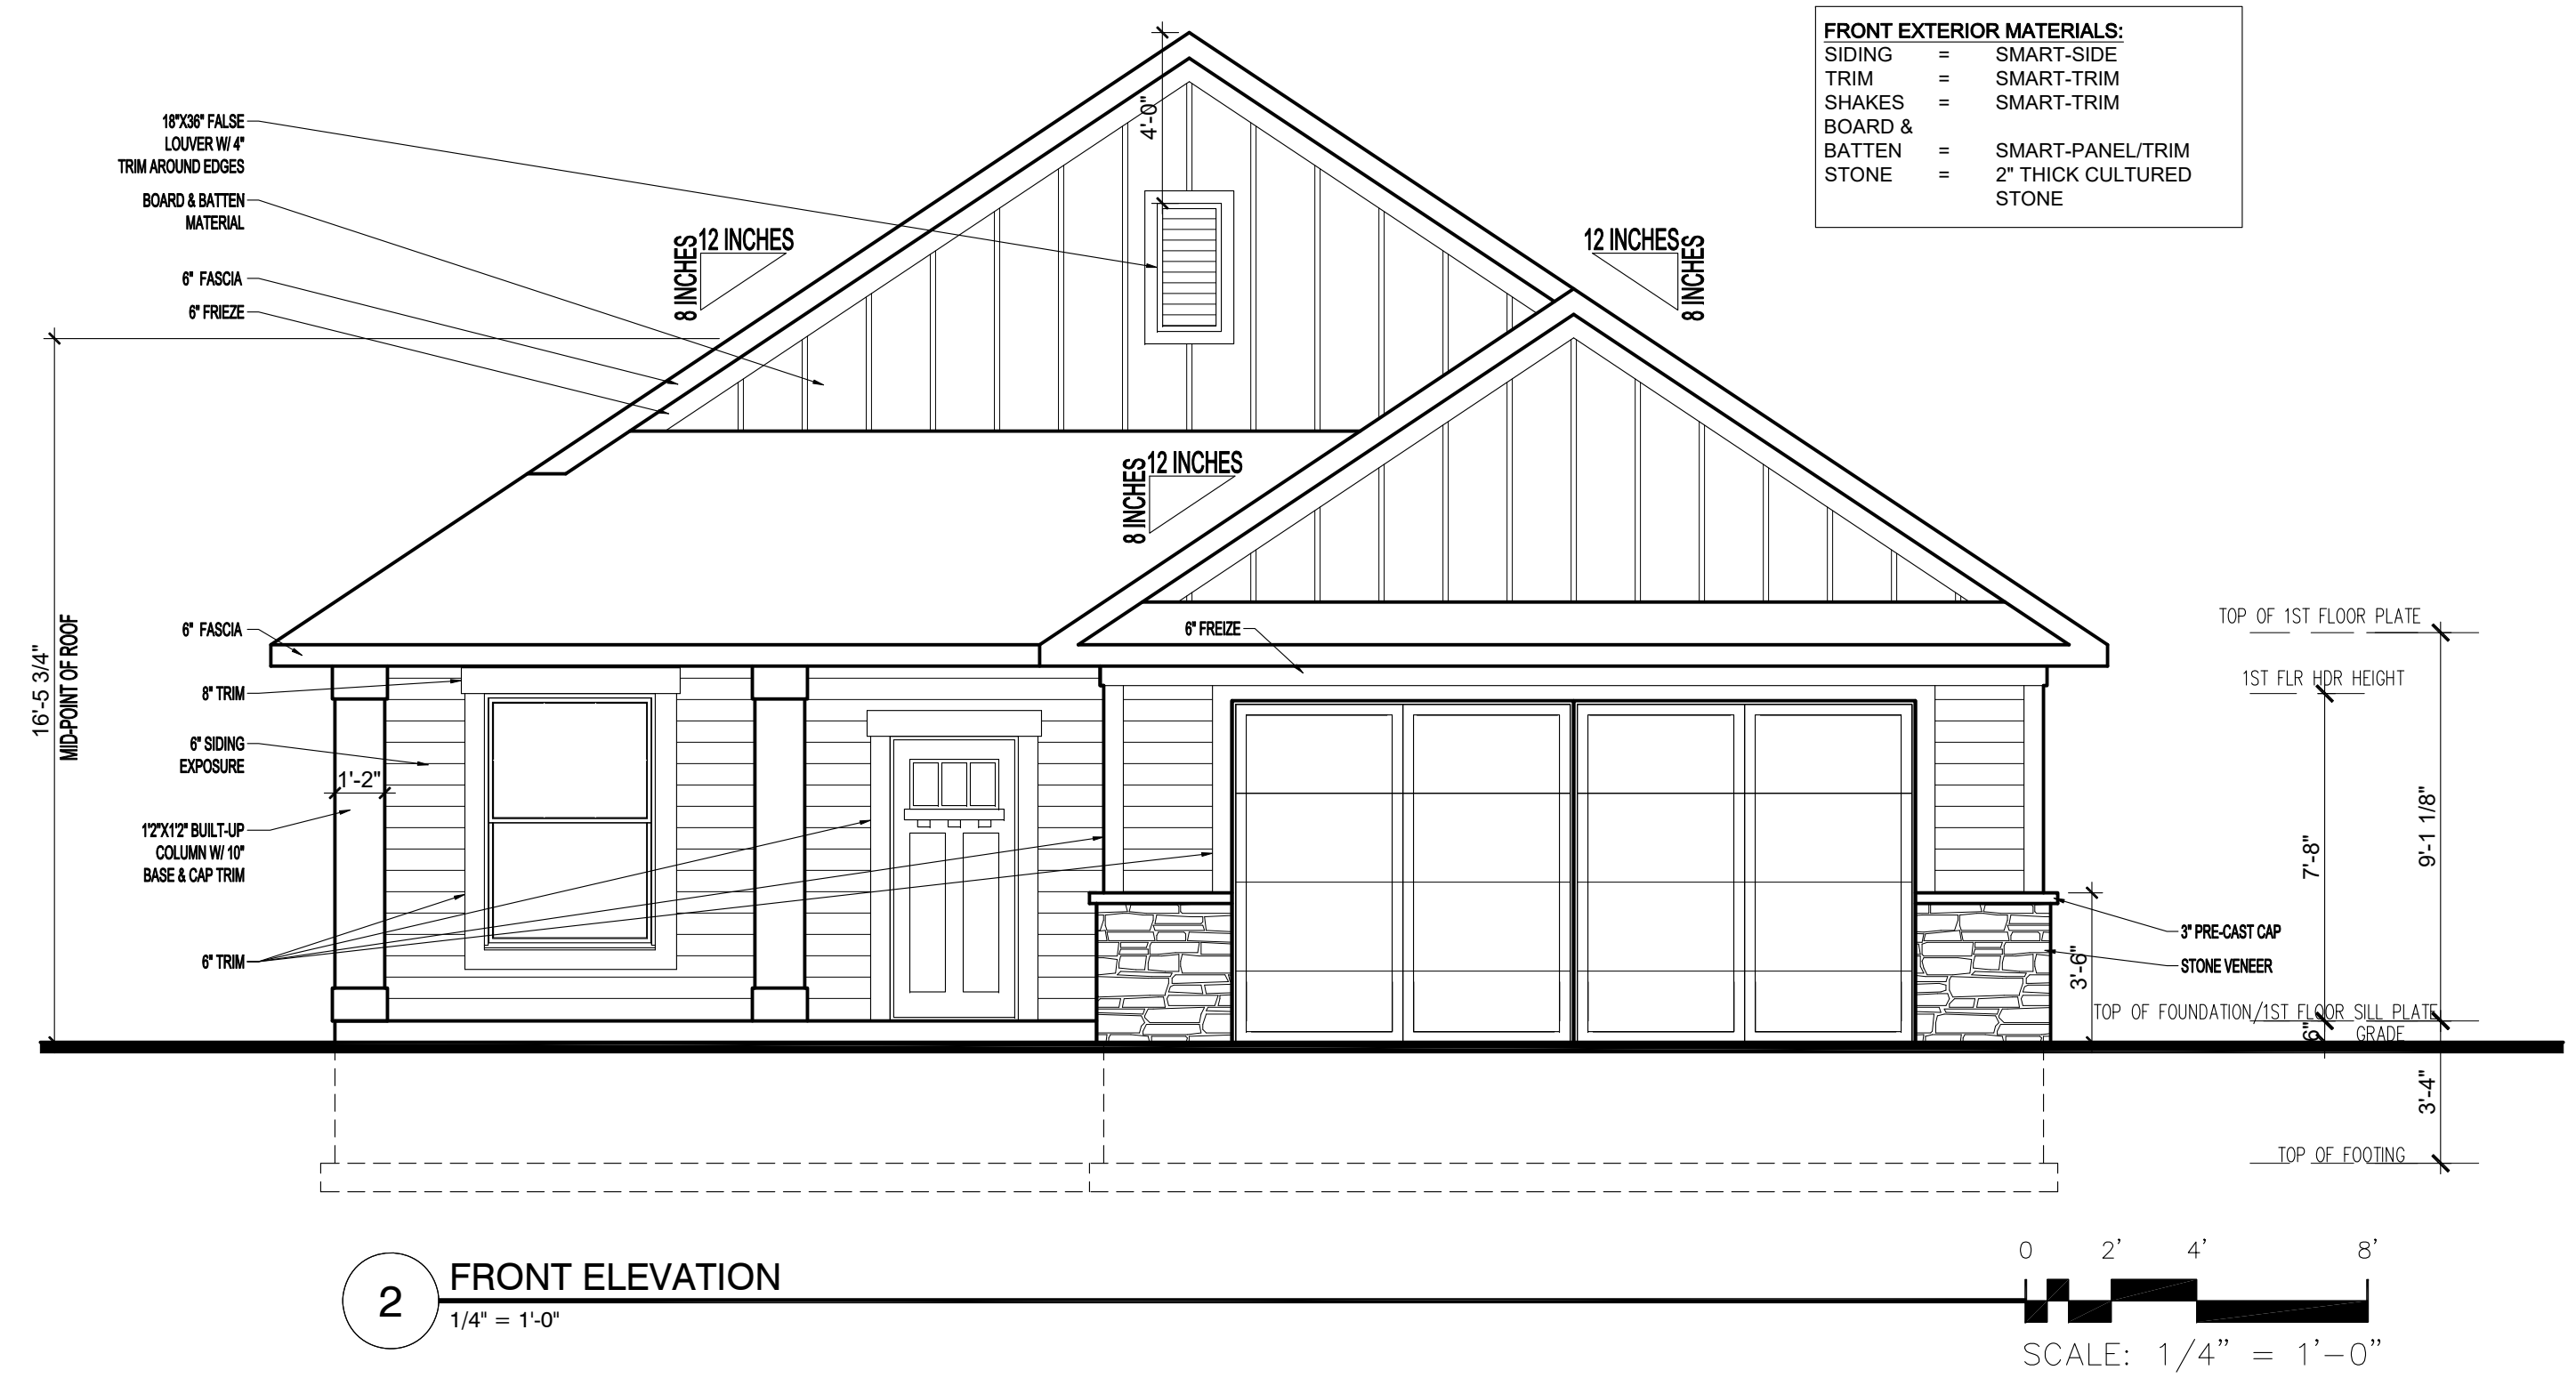 FRONT EXTERIOR MATERIALS:
SIDING = SMART-SIDE
TRIM = SMART-TRIM
SHAKES = SMART-TRIM
BOARD &
BATTEN = SMART-PANEL/TRIM
STONE = 2" THICK CULTURED
STONE
4'-0"
18"X36" FALSE
LOUVER W/ 4"
TRIM AROUND EDGES
BOARD & BATTEN
MATERIAL
6" FASCIA
6" FRIEZE
12 INCHES
8 INCHES
12 INCHES
8 INCHES
12 INCHES
8 INCHES
16'-5 3/4"
MID-POINT OF ROOF
6" FASCIA
8" TRIM
6" SIDING
EXPOSURE
1'-2"
1'2"X1'2" BUILT-UP
COLUMN W/ 10"
BASE & CAP TRIM
6" TRIM
6" FREIZE
TOP OF 1ST FLOOR PLATE
1ST FLR HDR HEIGHT
7'-8"
9'-1 1/8"
3" PRE-CAST CAP
STONE VENEER
3'-6"
TOP OF FOUNDATION/1ST FLOOR SILL PLATE
6"
GRADE
3'-4"
TOP OF FOOTING
2
FRONT ELEVATION
1/4" = 1'-0"
0 2' 4' 8'
SCALE: 1/4" = 1'-0"